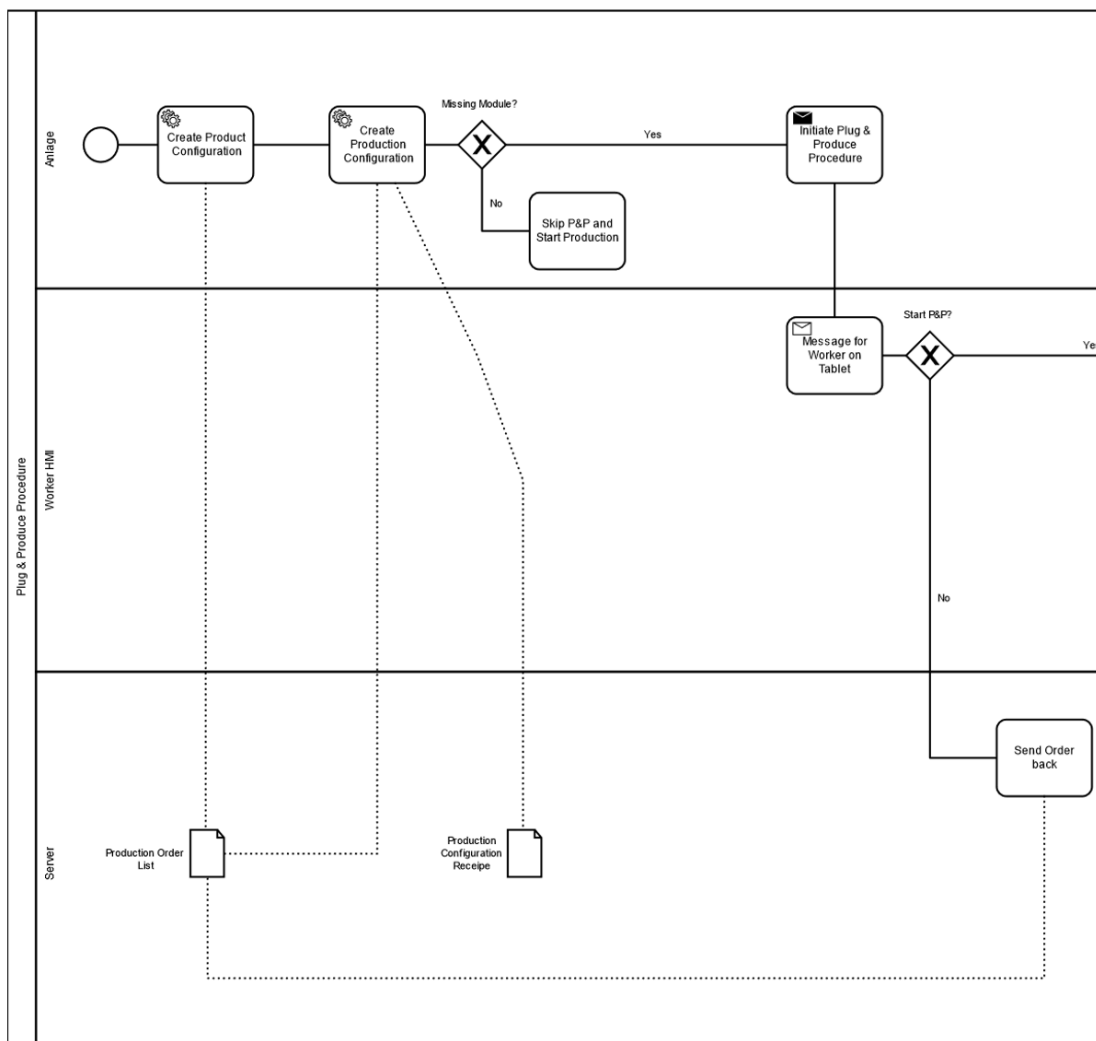 Plug & Produce Procedure
Anlage
Create Product
Configuration
Create
Production
Configuration
Missing Module?
Yes
Initiate Plug &
Produce
Procedure
No
Skip P&P and
Start Production
Worker HMI
Message for
Worker on
Tablet
Start P&P?
Yes
No
Server
Send Order
back
Production Order
List
Production
Configuration
Receipe